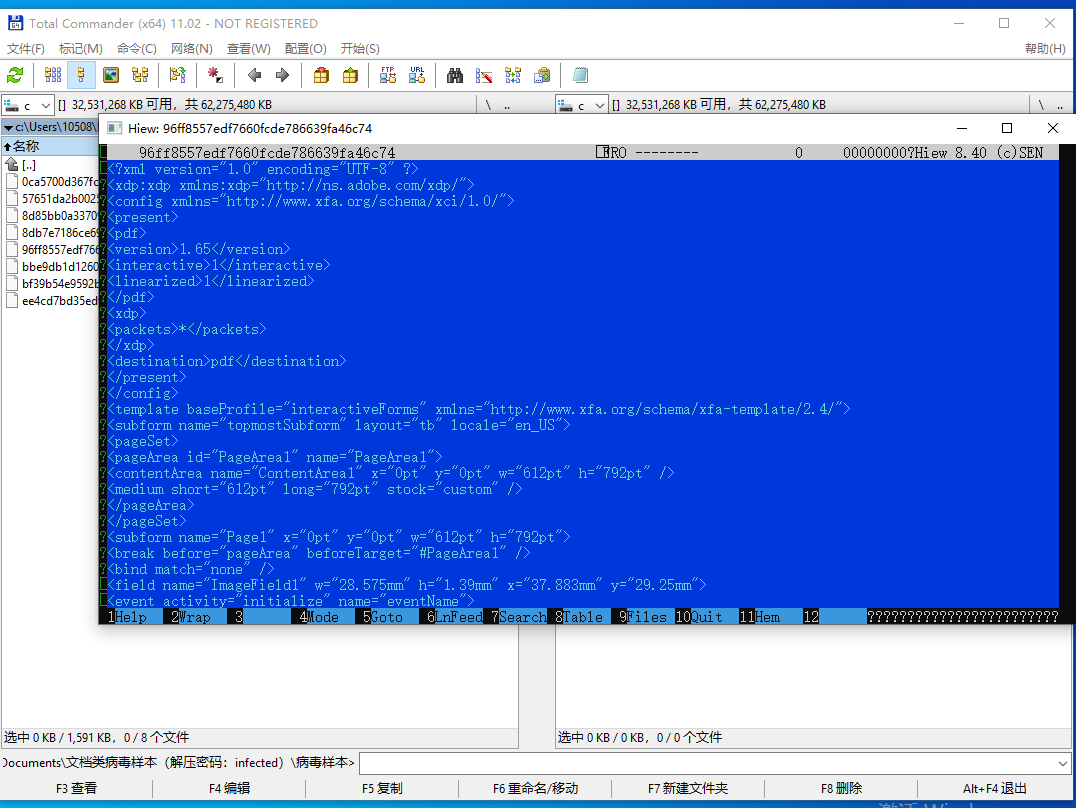 Total Commander (x64) 11.02 - NOT REGISTERED
文件(F) 标记(M) 命令(C) 网络(N) 查看(W) 配置(O) 开始(S) 帮助(H)
FTP URL
c [] 32,531,268 KB 可用，共 62,275,480 KB \ ..
c [] 32,531,268 KB 可用，共 62,275,480 KB \ ..
c:\Users\10508\
名称
[..]
0ca5700d367fc
57651da2b002
8d85bb0a3370
8db7e7186ce6
96ff8557edf766
bbe9db1d1260
bf39b54e9592b
ee4cd7bd35ed
Hiew: 96ff8557edf7660fcde786639fa46c74
96ff8557edf7660fcde786639fa46c74 FRO -------- 0 00000000?Hiew 8.40 (c)SEN
<?xml version="1.0" encoding="UTF-8" ?>
?<xdp:xdp xmlns:xdp="http://ns.adobe.com/xdp/">
?<config xmlns="http://www.xfa.org/schema/xci/1.0/">
?<present>
?<pdf>
?<version>1.65</version>
?<interactive>1</interactive>
?<linearized>1</linearized>
?</pdf>
?<xdp>
?<packets>*</packets>
?</xdp>
?<destination>pdf</destination>
?</present>
?</config>
?<template baseProfile="interactiveForms" xmlns="http://www.xfa.org/schema/xfa-template/2.4/">
?<subform name="topmostSubform" layout="tb" locale="en_US">
?<pageSet>
?<pageArea id="PageArea1" name="PageArea1">
?<contentArea name="ContentArea1" x="0pt" y="0pt" w="612pt" h="792pt" />
?<medium short="612pt" long="792pt" stock="custom" />
?</pageArea>
?</pageSet>
?<subform name="Page1" x="0pt" y="0pt" w="612pt" h="792pt">
?<break before="pageArea" beforeTarget="#PageArea1" />
?<bind match="none" />
<field name="ImageField1" w="28.575mm" h="1.39mm" x="37.883mm" y="29.25mm">
<event activity="initialize" name="eventName">
1Help 2Wrap 3 4Mode 5Goto 6LnFeed 7Search 8Table 9Files 10Quit 11Hem 12 ????????????????????????
选中 0 KB / 1,591 KB，0 / 8 个文件
选中 0 KB / 0 KB，0 / 0 个文件
Documents\文档类病毒样本（解压密码：infected）\病毒样本>
F3 查看 F4 编辑 F5 复制 F6 重命名/移动 F7 新建文件夹 F8 删除 Alt+F4 退出